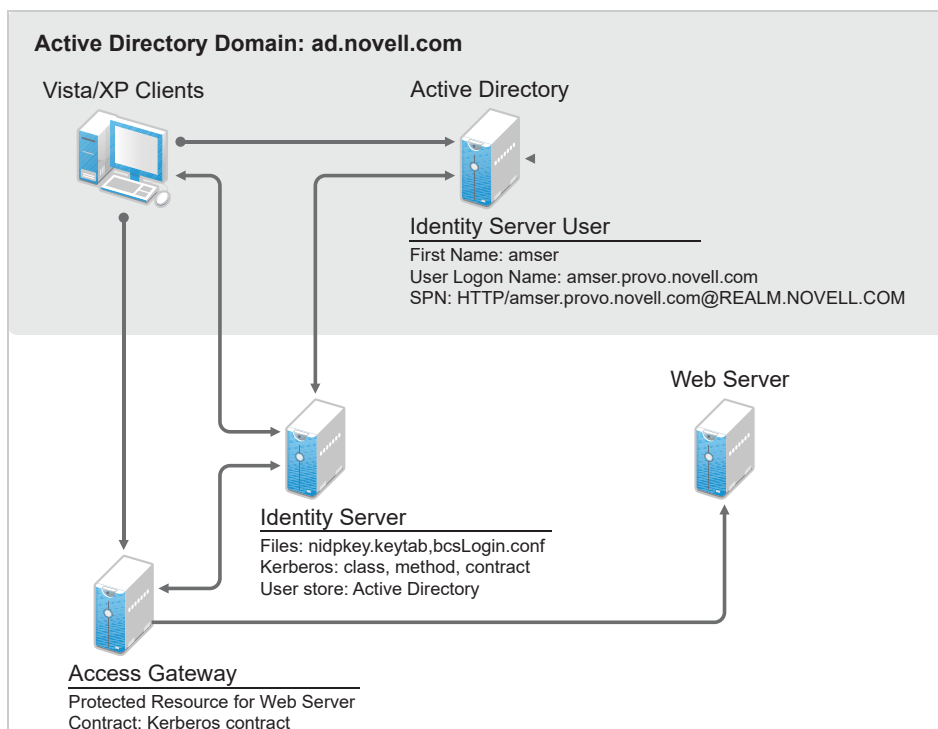 Active Directory Domain: ad.novell.com
Vista/XP Clients
Active Directory
Identity Server User
First Name: amser
User Logon Name: amser.provo.novell.com
SPN: HTTP/amser.provo.novell.com@REALM.NOVELL.COM
Web Server
Identity Server
Files: nidpkey.keytab,bcsLogin.conf
Kerberos: class, method, contract
User store: Active Directory
Access Gateway
Protected Resource for Web Server
Contract: Kerberos contract